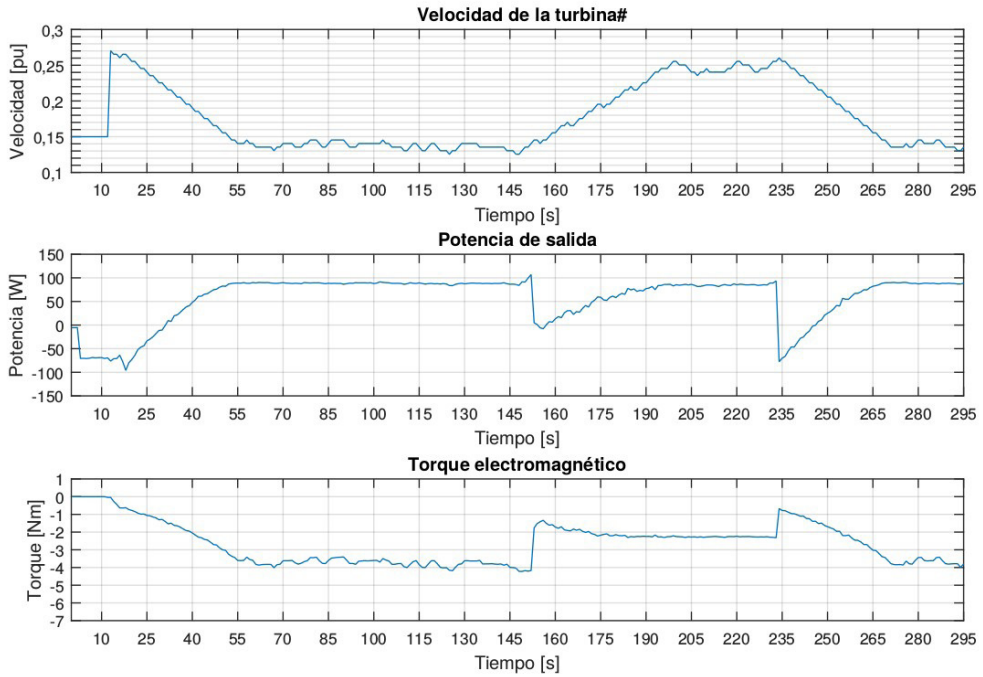 Velocidad de la turbina#
Velocidad [pu]
0,3
0,25
0,2
0,15
0,1
10 25 40 55 70 85 100 115 130 145 160 175 190 205 220 235 250 265 280 295
Tiempo [s]
Potencia de salida
Potencia [W]
150
100
50
0
-50
-100
-150
10 25 40 55 70 85 100 115 130 145 160 175 190 205 220 235 250 265 280 295
Tiempo [s]
Torque electromagnético
Torque [Nm]
1
0
-1
-2
-3
-4
-5
-6
-7
10 25 40 55 70 85 100 115 130 145 160 175 190 205 220 235 250 265 280 295
Tiempo [s]